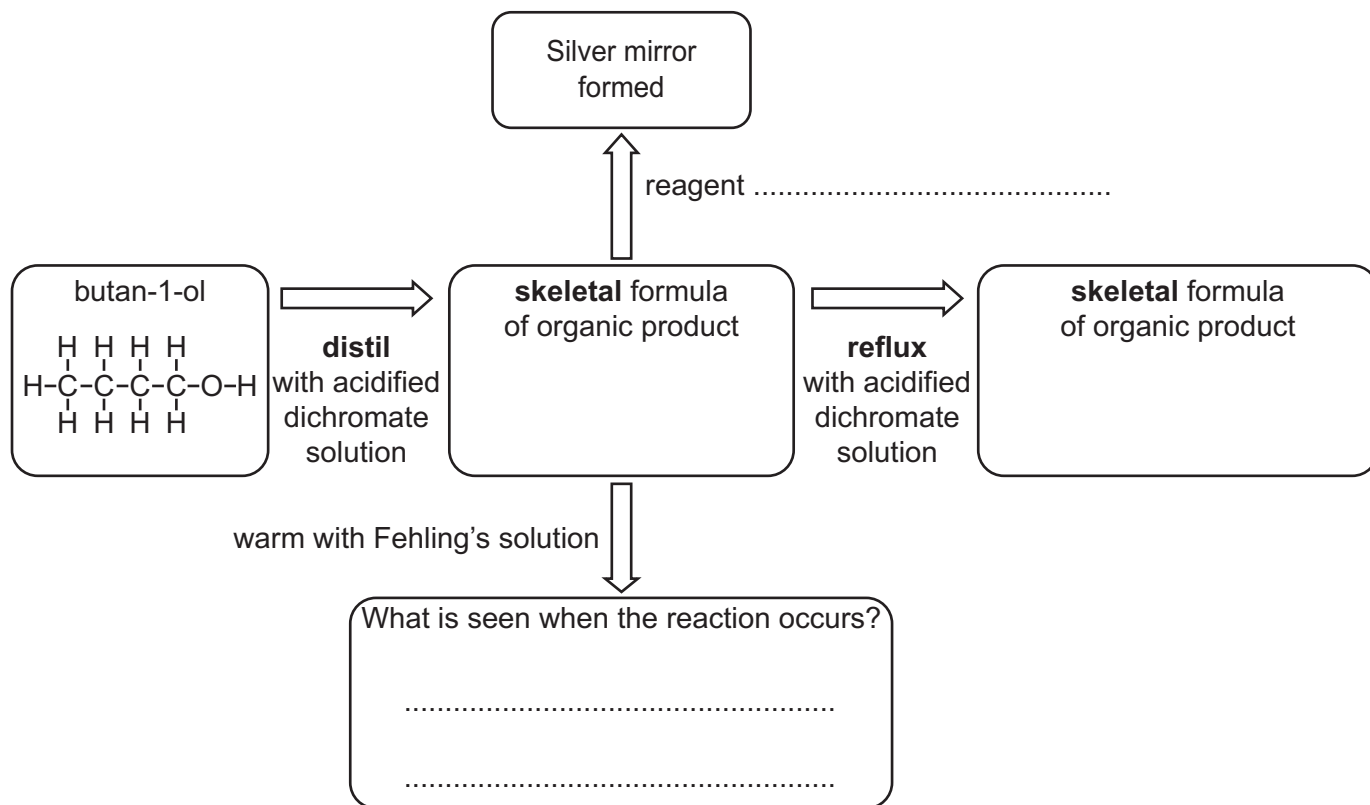 Silver mirror
formed
reagent ............................................
butan-1-ol
H H H H
H–C–C–C–C–O–H
H H H H
distil
with acidified
dichromate
solution
skeletal formula
of organic product
reflux
with acidified
dichromate
solution
skeletal formula
of organic product
warm with Fehling’s solution
What is seen when the reaction occurs?
.....................................................
.....................................................